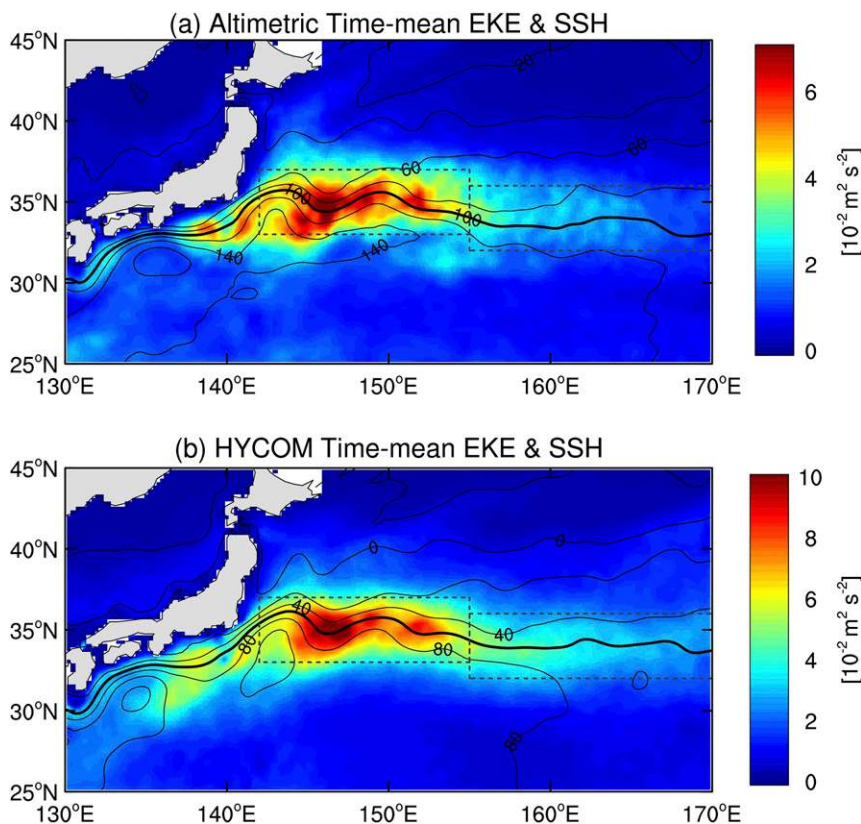 (a) Altimetric Time-mean EKE & SSH
45°N
40°N
35°N
30°N
25°N
130°E 140°E 150°E 160°E 170°E
20
60
100
100
140
140
6
4
2
0
[10⁻² m² s⁻²]
(b) HYCOM Time-mean EKE & SSH
45°N
40°N
35°N
30°N
25°N
130°E 140°E 150°E 160°E 170°E
0
0
40
40
80
80
80
10
8
6
4
2
0
[10⁻² m² s⁻²]